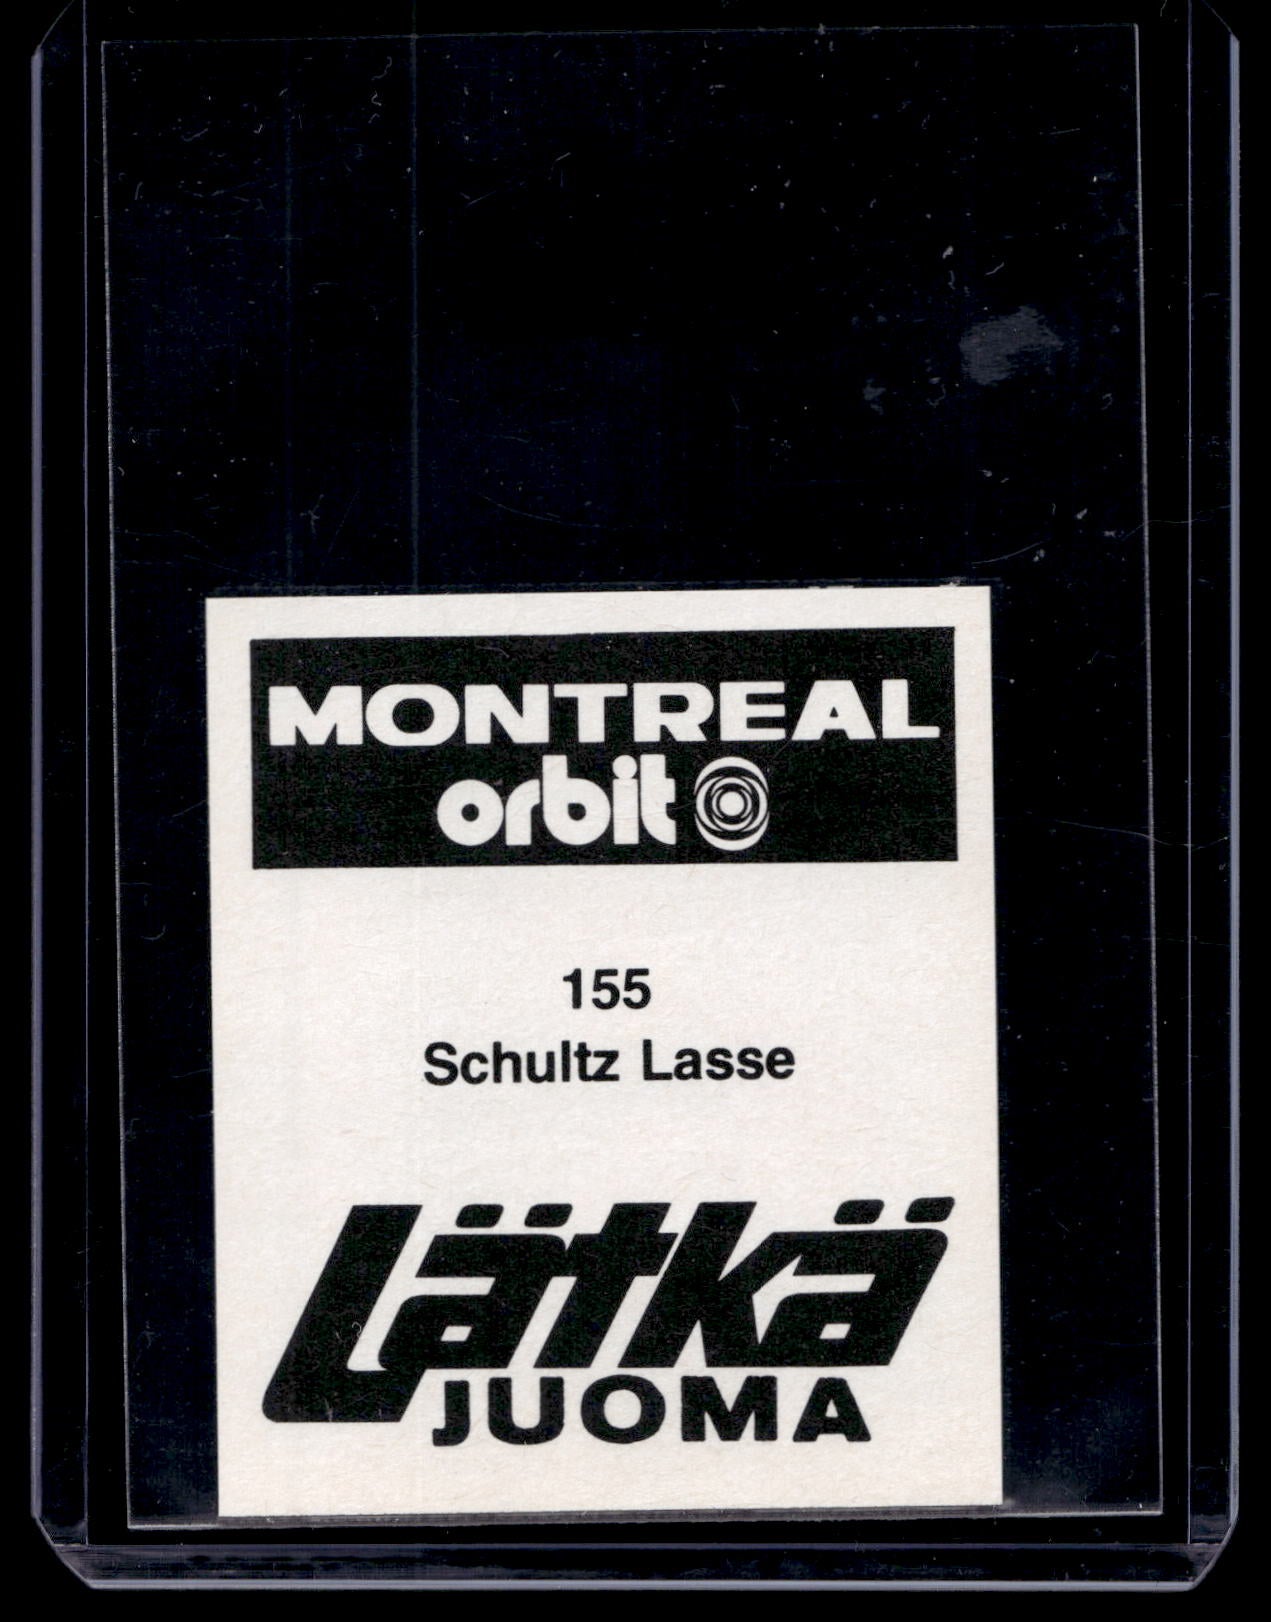 MONTREAL
orbit
155
Schultz Lasse
Lätkä
JUOMA